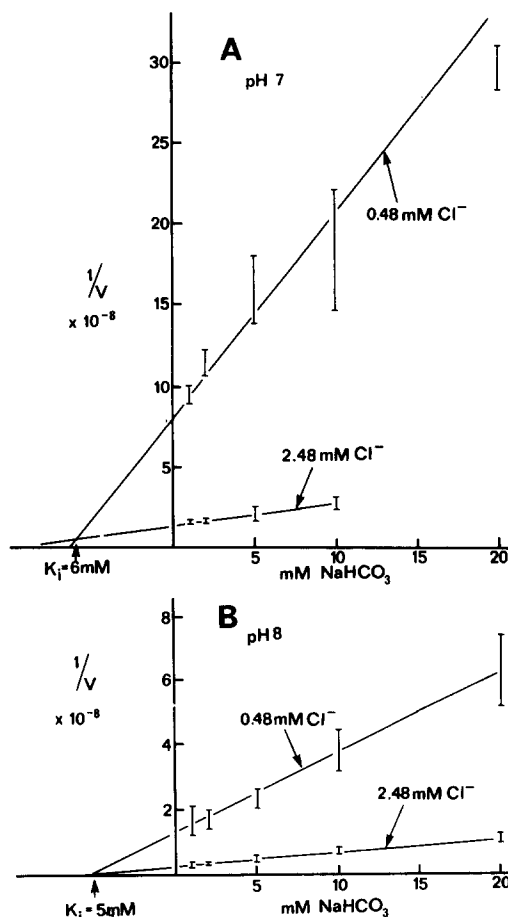 A
pH 7
30
25
0.48 mM Cl⁻
20
1/V
× 10⁻⁸
15
10
2.48 mM Cl⁻
5
5 10 15 20
Ki=6mM
mM NaHCO₃
B
pH 8
8
1/V
6
× 10⁻⁸
0.48mM Cl⁻
4
2.48 mM Cl⁻
2
5 10 15 20
Ki=5mM
mM NaHCO₃